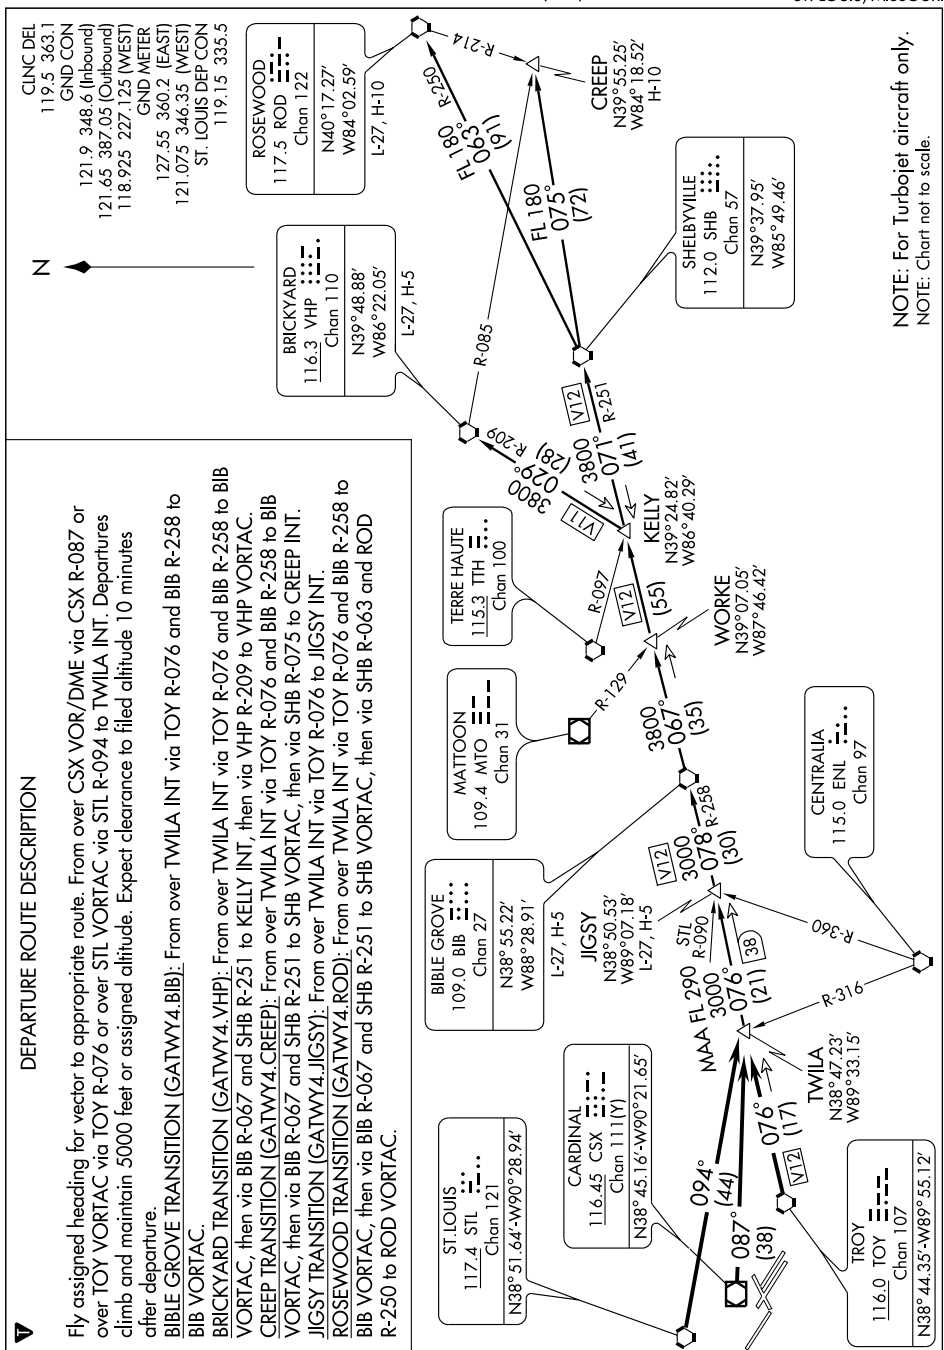 DEPARTURE ROUTE DESCRIPTION
Fly assigned heading for vector to appropriate route. From over CSX VOR/DME via CSX R-087 or
over TOY VORTAC via TOY R-076 or over STL VORTAC via STL R-094 to TWILA INT. Departures
climb and maintain 5000 feet or assigned altitude. Expect clearance to filed altitude 10 minutes
after departure.
BIBLE GROVE TRANSITION (GATWY4.BIB): From over TWILA INT via TOY R-076 and BIB R-258 to
BIB VORTAC.
BRICKYARD TRANSITION (GATWY4.VHP): From over TWILA INT via TOY R-076 and BIB R-258 to BIB
VORTAC, then via BIB R-067 and SHB R-251 to KELLY INT, then via VHP R-209 to VHP VORTAC.
CREEP TRANSITION (GATWY4.CREEP): From over TWILA INT via TOY R-076 and BIB R-258 to BIB
VORTAC, then via BIB R-067 and SHB R-251 to SHB VORTAC, then via SHB R-075 to CREEP INT.
JIGSY TRANSITION (GATWY4.JIGSY): From over TWILA INT via TOY R-076 to JIGSY INT.
ROSEWOOD TRANSITION (GATWY4.ROD): From over TWILA INT via TOY R-076 and BIB R-258 to
BIB VORTAC, then via BIB R-067 and SHB R-251 to SHB VORTAC, then via SHB R-063 and ROD
R-250 to ROD VORTAC.
CLNC DEL
119.5 363.1
GND CON
121.9 348.6 (Inbound)
121.65 387.05 (Outbound)
118.925 227.125 (WEST)
GND METER
127.55 360.2 (EAST)
121.075 346.35 (WEST)
ST. LOUIS DEP CON
119.15 335.5
N
ROSEWOOD
117.5 ROD
Chan 122
N40°17.27'
W84°02.59'
L-27, H-10
R-214
R-250
FL 180
063°
(91)
CREEP
N39°55.25'
W84°18.52'
H-10
FL 180
075°
(72)
BRICKYARD
116.3 VHP
Chan 110
N39°48.88'
W86°22.05'
L-27, H-5
R-085
SHELBYVILLE
112.0 SHB
Chan 57
N39°37.95'
W85°49.46'
R-209
3800
029°
(28)
V11
V12
R-251
3800
071°
(41)
KELLY
N39°24.82'
W86°40.29'
TERRE HAUTE
115.3 TTH
Chan 100
R-097
V12
(55)
WORKE
N39°07.05'
W87°46.42'
MATTOON
109.4 MTO
Chan 31
R-129
3800
067°
(35)
BIBLE GROVE
109.0 BIB
Chan 27
N38°55.22'
W88°28.91'
L-27, H-5
V12
R-258
3000
078°
(30)
JIGSY
N38°50.53'
W89°07.18'
L-27, H-5
STL
R-090
38
CENTRALIA
115.0 ENL
Chan 97
R-360
R-316
MAA FL 290
3000
076°
(21)
TWILA
N38°47.23'
W89°33.15'
ST.LOUIS
117.4 STL
Chan 121
N38°51.64'-W90°28.94'
CARDINAL
116.45 CSX
Chan 111(Y)
N38°45.16'-W90°21.65'
094°
(44)
087°
(38)
076°
(17)
V12
TROY
116.0 TOY
Chan 107
N38°44.35'-W89°55.12'
NOTE: For Turbojet aircraft only.
NOTE: Chart not to scale.